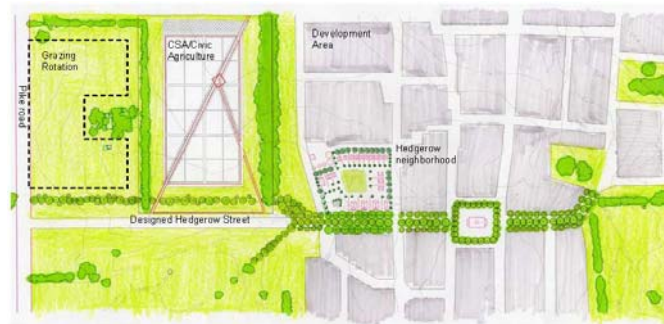 Grazing
Rotation
CSA/Civic
Agriculture
Development
Area
Pike road
Hedgerow
neighborhood
Designed Hedgerow Street